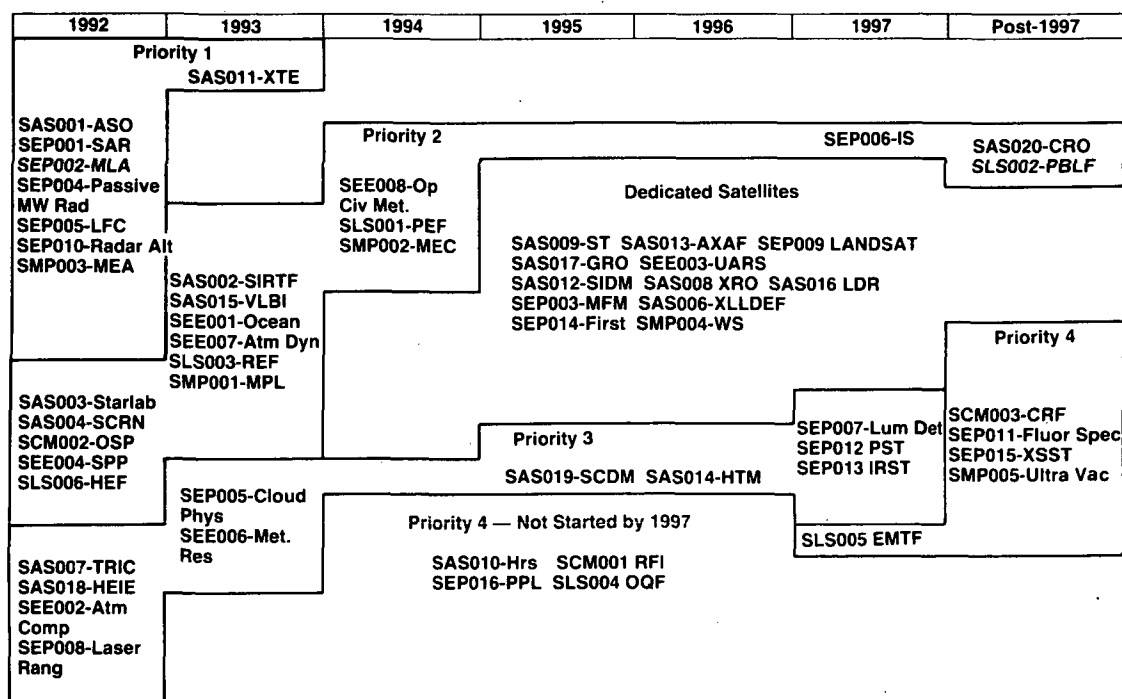 1992 1993 1994 1995 1996 1997 Post-1997
Priority 1
SAS011-XTE
SAS001-ASO
SEP001-SAR
SEP002-MLA
SEP004-Passive
MW Rad
SEP005-LFC
SEP010-Radar Alt
SMP003-MEA
Priority 2
SEP006-IS
SAS020-CRO
SLS002-PBLF
SEE008-Op
Civ Met.
SLS001-PEF
SMP002-MEC
Dedicated Satellites
SAS009-ST SAS013-AXAF SEP009 LANDSAT
SAS017-GRO SEE003-UARS
SAS012-SIDM SAS008 XRO SAS016 LDR
SEP003-MFM SAS006-XLLDEF
SEP014-First SMP004-WS
SAS002-SIRTF
SAS015-VLBI
SEE001-Ocean
SEE007-Atm Dyn
SLS003-REF
SMP001-MPL
SAS003-Starlab
SAS004-SCRN
SCM002-OSP
SEE004-SPP
SLS006-HEF
Priority 3
SAS019-SCDM SAS014-HTM
SEP007-Lum Det
SEP012 PST
SEP013 IRST
Priority 4
SCM003-CRF
SEP011-Fluor Spec
SEP015-XSST
SMP005-Ultra Vac
SEP005-Cloud
Phys
SEE006-Met.
Res
Priority 4 — Not Started by 1997
SAS010-Hrs SCM001 RFI
SEP016-PPL SLS004 OQF
SLS005 EMTF
SAS007-TRIC
SAS018-HEIE
SEE002-Atm
Comp
SEP008-Laser
Rang